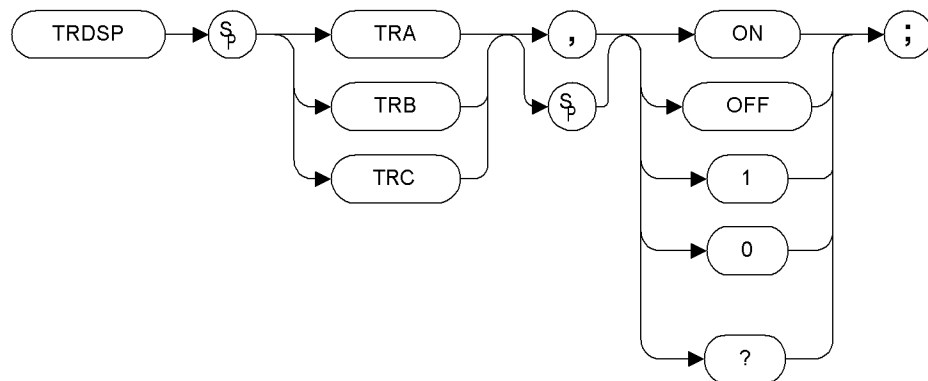 TRDSP SP TRA , ON ;
TRB SP OFF
TRC 1
0
?